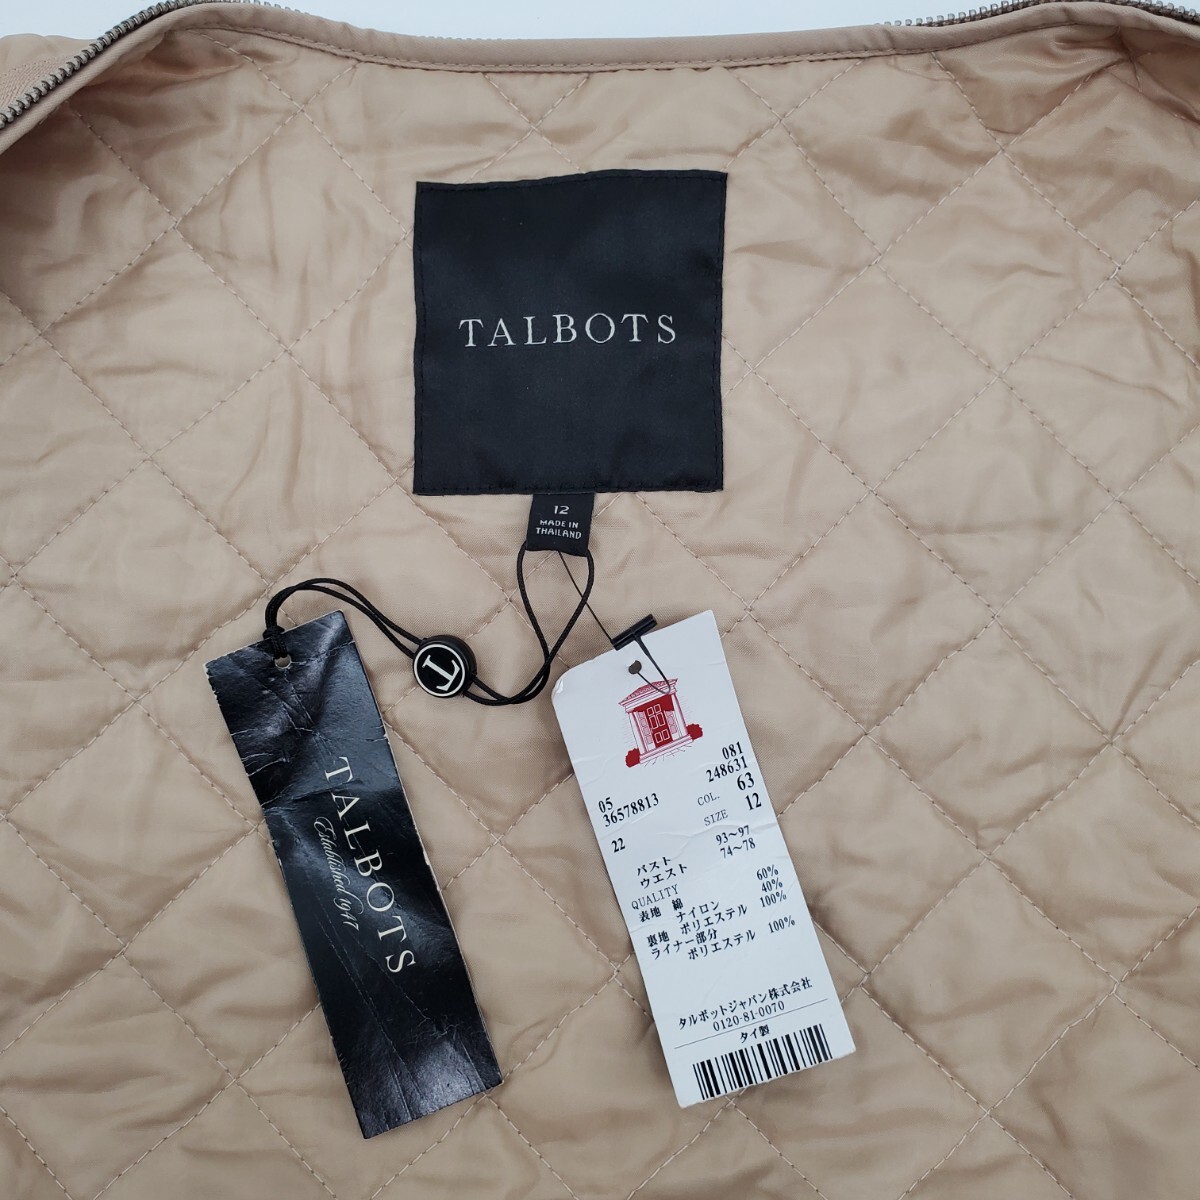 TALBOTS
12
MADE IN
THAILAND
T
TALBOTS
Established 1947
081
05 248631
36578813 COL. 63
SIZE 12
22
バスト 93〜97
ウエスト 74〜78
QUALITY
表地 綿 60%
ナイロン 40%
裏地 ポリエステル 100%
ライナー部分
ポリエステル 100%
タルボットジャパン株式会社
0120-81-0070
タイ製